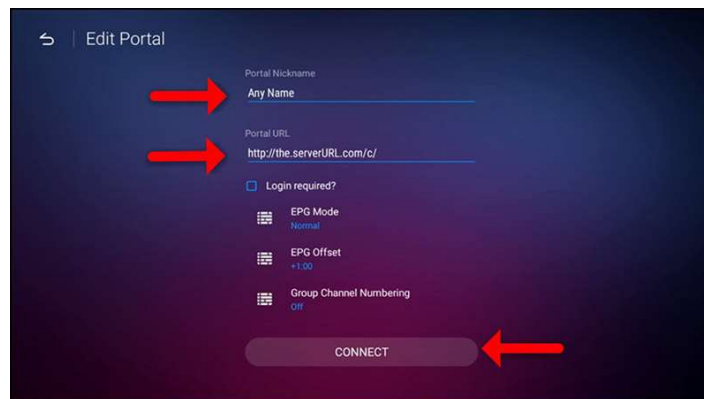 Edit Portal
Portal Nickname
Any Name
Portal URL
http://the.serverURL.com/c/
Login required?
EPG Mode
Normal
EPG Offset
+1:00
Group Channel Numbering
Off
CONNECT